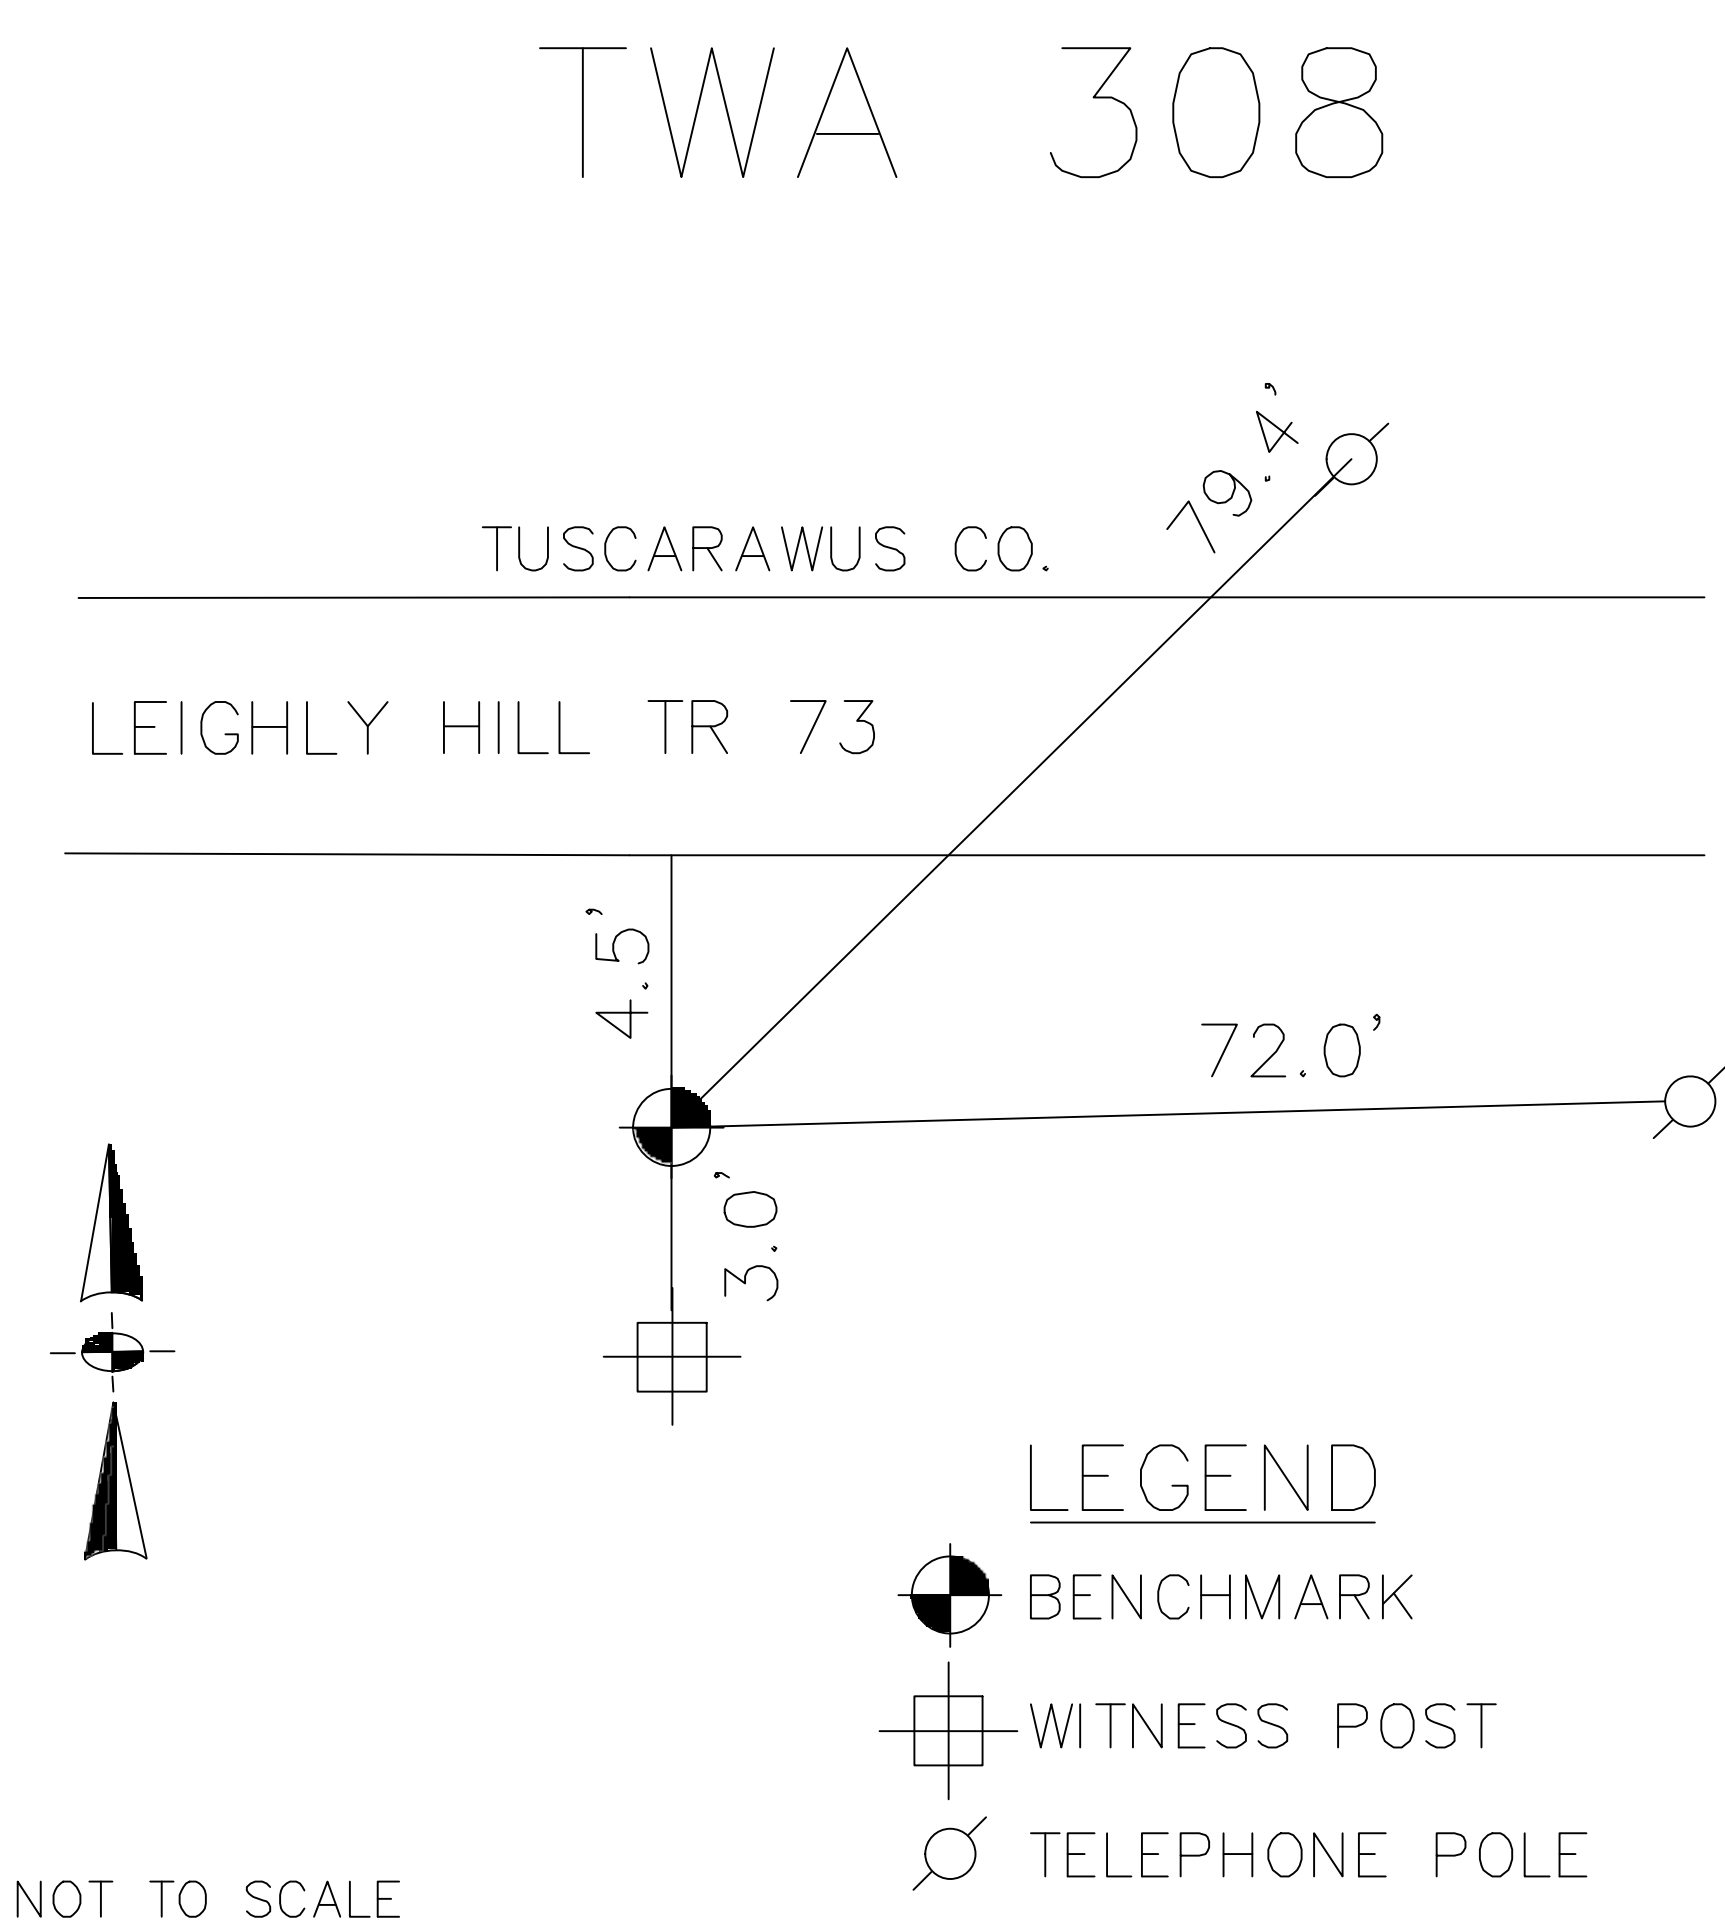 TWA 308
79.4'
TUSCARAWUS CO.
LEIGHLY HILL TR 73
4.5'
72.0'
3.0'
LEGEND
BENCHMARK
WITNESS POST
TELEPHONE POLE
NOT TO SCALE